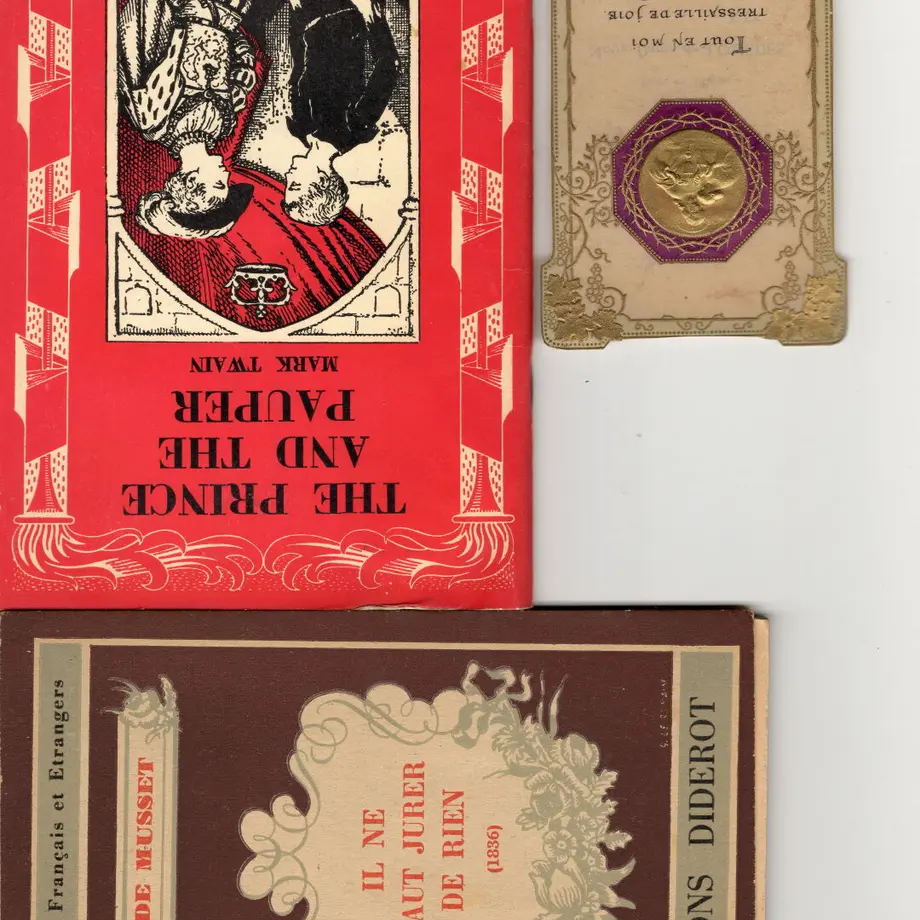 THE PRINCE
AND THE
PAUPER
MARK TWAIN
TOUT EN MOI
TRESSAILLE DE JOIE
Français et Etrangers
DE MUSSET
IL NE
AUT JURER
DE RIEN
(1836)
ONS DIDEROT